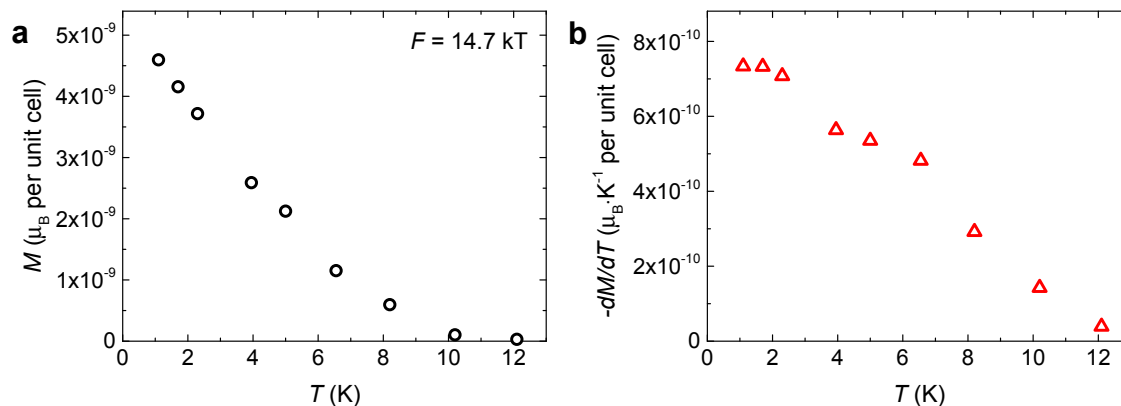 a
F = 14.7 kT
5x10⁻⁹
4x10⁻⁹
3x10⁻⁹
2x10⁻⁹
1x10⁻⁹
0
M (μ_B per unit cell)
0 2 4 6 8 10 12
T (K)
b
8x10⁻¹⁰
6x10⁻¹⁰
4x10⁻¹⁰
2x10⁻¹⁰
0
-dM/dT (μ_B·K⁻¹ per unit cell)
0 2 4 6 8 10 12
T (K)